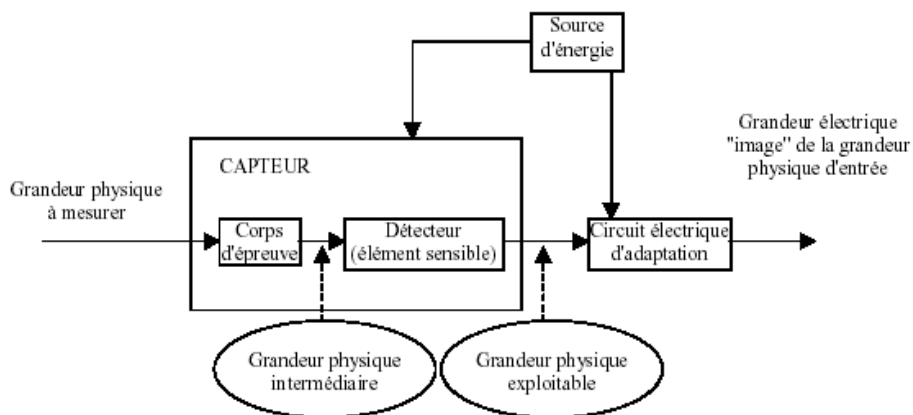 Source
d'énergie
Grandeur électrique
"image" de la grandeur
physique d'entrée
CAPTEUR
Grandeur physique
à mesurer
Corps
d'épreuve
Détecteur
(élémént sensible)
Circuit électrique
d'adaptation
Grandeur physique
intermédiaire
Grandeur physique
exploitable